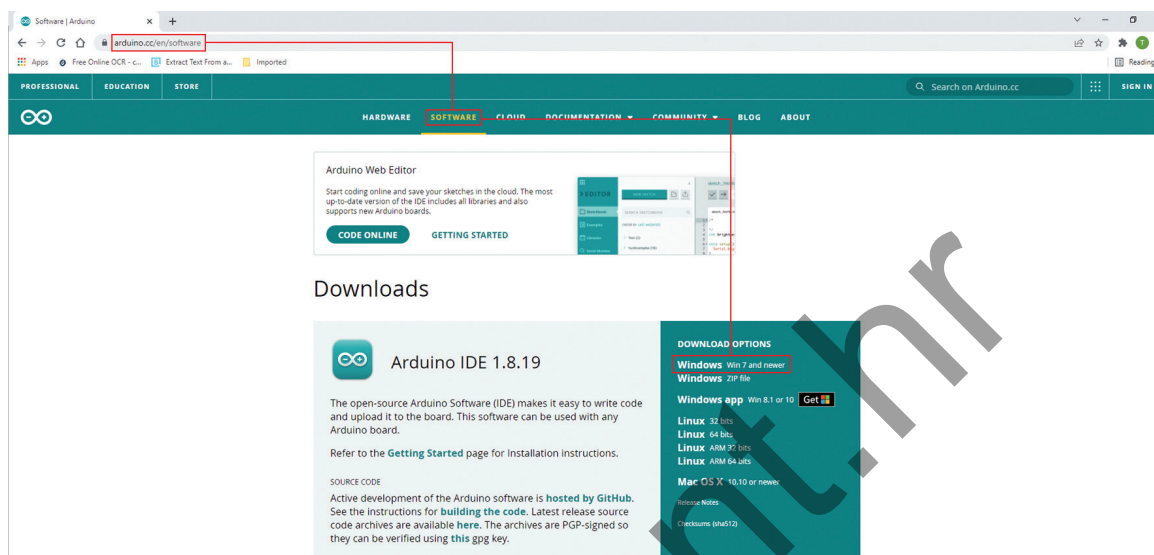 Software | Arduino
arduino.cc/en/software
Apps
Free Online OCR - c...
Extract Text From a...
Imported
Reading
PROFESSIONAL
EDUCATION
STORE
Search on Arduino.cc
SIGN IN
HARDWARE
SOFTWARE
CLOUD
DOCUMENTATION
COMMUNITY
BLOG
ABOUT
Arduino Web Editor
Start coding online and save your sketches in the cloud. The most
up-to-date version of the IDE includes all libraries and also
supports new Arduino boards.
CODE ONLINE
GETTING STARTED
EDITOR
NEW SKETCH
Downloads
Arduino IDE 1.8.19
The open-source Arduino Software (IDE) makes it easy to write code
and upload it to the board. This software can be used with any
Arduino board.
Refer to the Getting Started page for Installation instructions.
SOURCE CODE
Active development of the Arduino software is hosted by GitHub.
See the instructions for building the code. Latest release source
code archives are available here. The archives are PGP-signed so
they can be verified using this gpg key.
DOWNLOAD OPTIONS
Windows Win 7 and newer
Windows ZIP file
Windows app Win 8.1 or 10 Get
Linux 32 bits
Linux 64 bits
Linux ARM 32 bits
Linux ARM 64 bits
Mac OS X 10.10 or newer
Release Notes
Checksums (sha512)
nt.hr